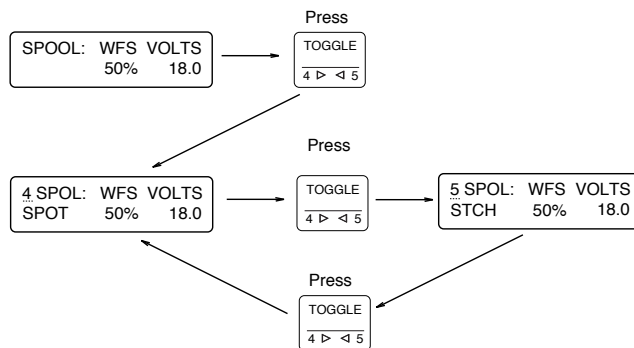 Press
SPOOL: WFS VOLTS
50% 18.0
TOGGLE
4 ▷ ◁ 5
Press
4 SPOL: WFS VOLTS
SPOT 50% 18.0
TOGGLE
4 ▷ ◁ 5
5 SPOL: WFS VOLTS
STCH 50% 18.0
Press
TOGGLE
4 ▷ ◁ 5